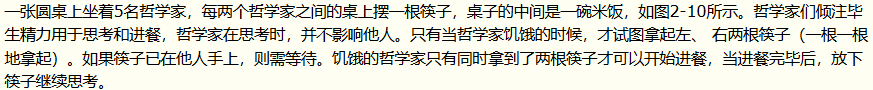 一张圆桌上坐着5名哲学家，每两个哲学家之间的桌上摆一根筷子，桌子的中间是一碗米饭，如图2-10所示。哲学家们倾注毕
生精力用于思考和进餐，哲学家在思考时，并不影响他人。只有当哲学家饥饿的时候，才试图拿起左、 右两根筷子（一根一根
地拿起）。如果筷子已在他人手上，则需等待。饥饿的哲学家只有同时拿到了两根筷子才可以开始进餐，当进餐完毕后，放下
筷子继续思考。